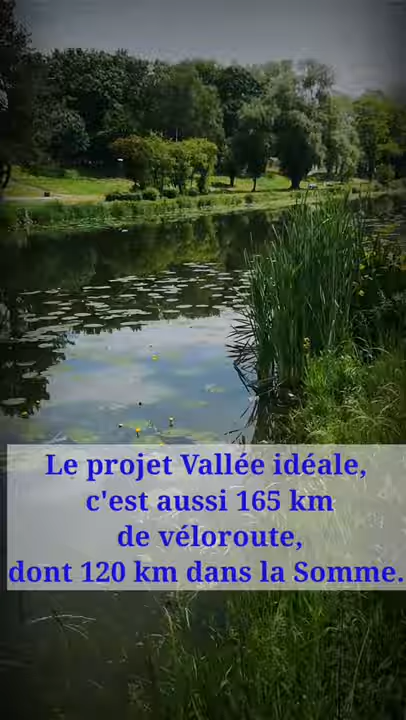 Le projet Vallée idéale,
c'est aussi 165 km
de véloroute,
dont 120 km dans la Somme.